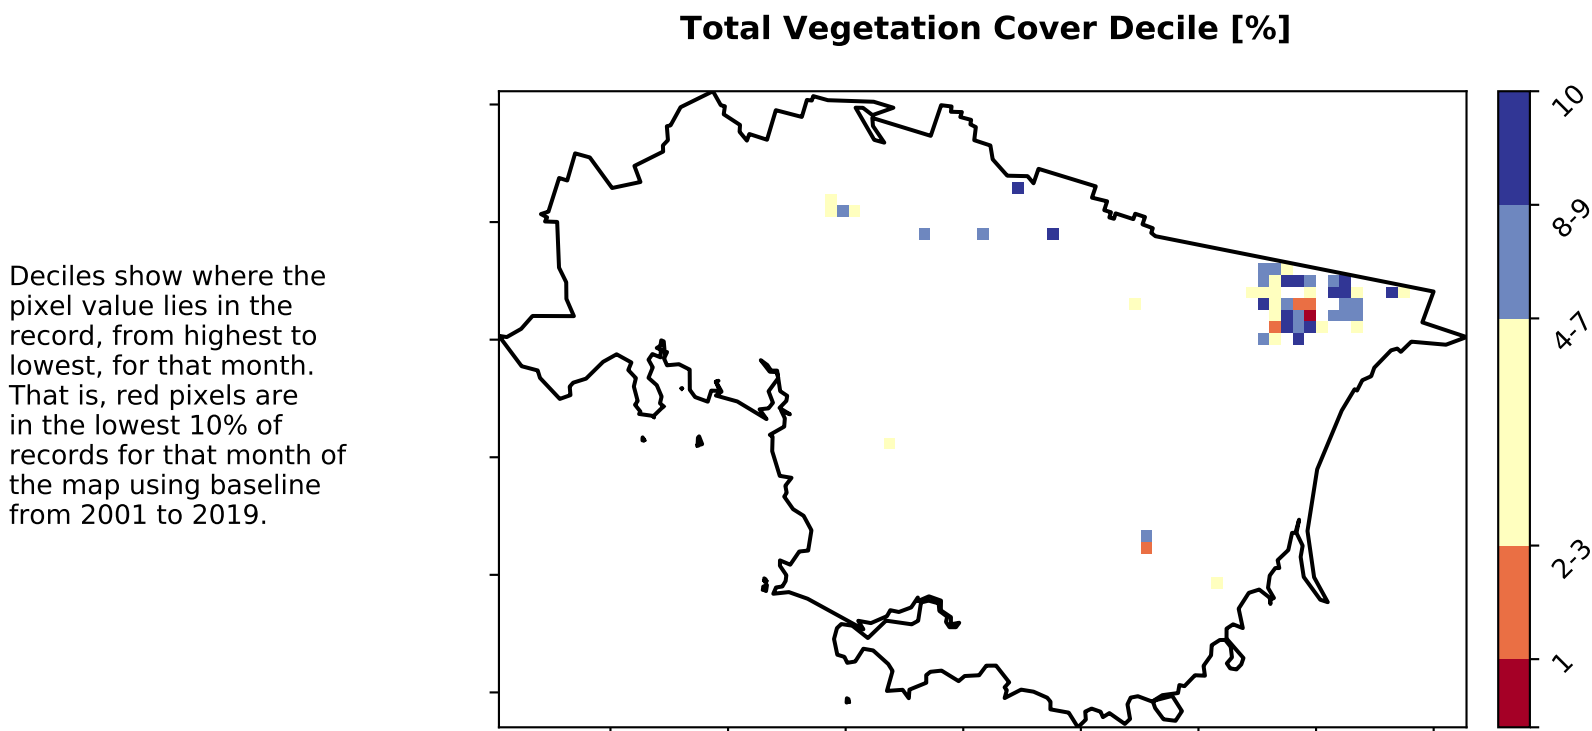 Total Vegetation Cover Decile [%]
Deciles show where the
pixel value lies in the
record, from highest to
lowest, for that month.
That is, red pixels are
in the lowest 10% of
records for that month of
the map using baseline
from 2001 to 2019.
10
8-9
4-7
2-3
1